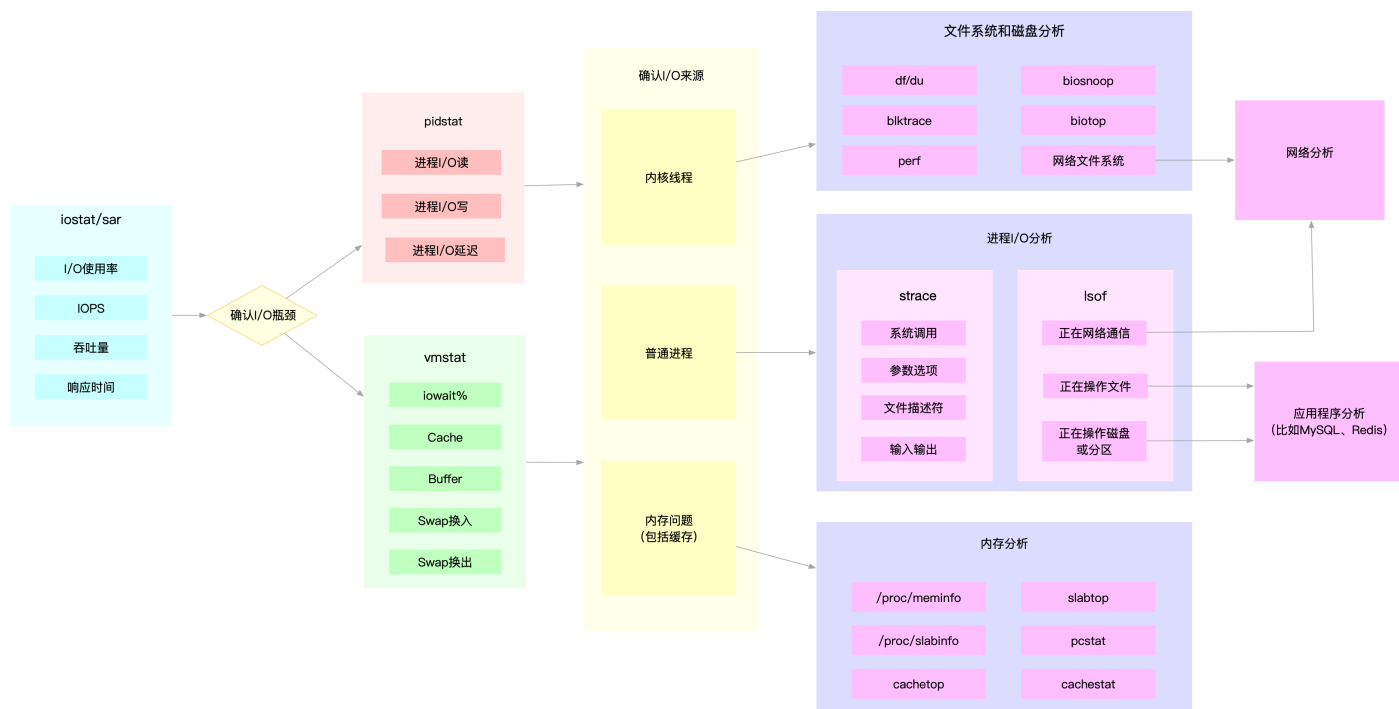 iostat/sar
I/O使用率
IOPS
吞吐量
响应时间
确认I/O瓶颈
pidstat
进程I/O读
进程I/O写
进程I/O延迟
vmstat
iowait%
Cache
Buffer
Swap换入
Swap换出
确认I/O来源
内核线程
普通进程
内存问题
（包括缓存）
文件系统和磁盘分析
df/du
biosnoop
blktrace
biotop
perf
网络文件系统
进程I/O分析
strace
系统调用
参数选项
文件描述符
输入输出
lsof
正在网络通信
正在操作文件
正在操作磁盘
或分区
内存分析
/proc/meminfo
slabtop
/proc/slabinfo
pcstat
cachetop
cachestat
网络分析
应用程序分析
（比如MySQL、Redis）